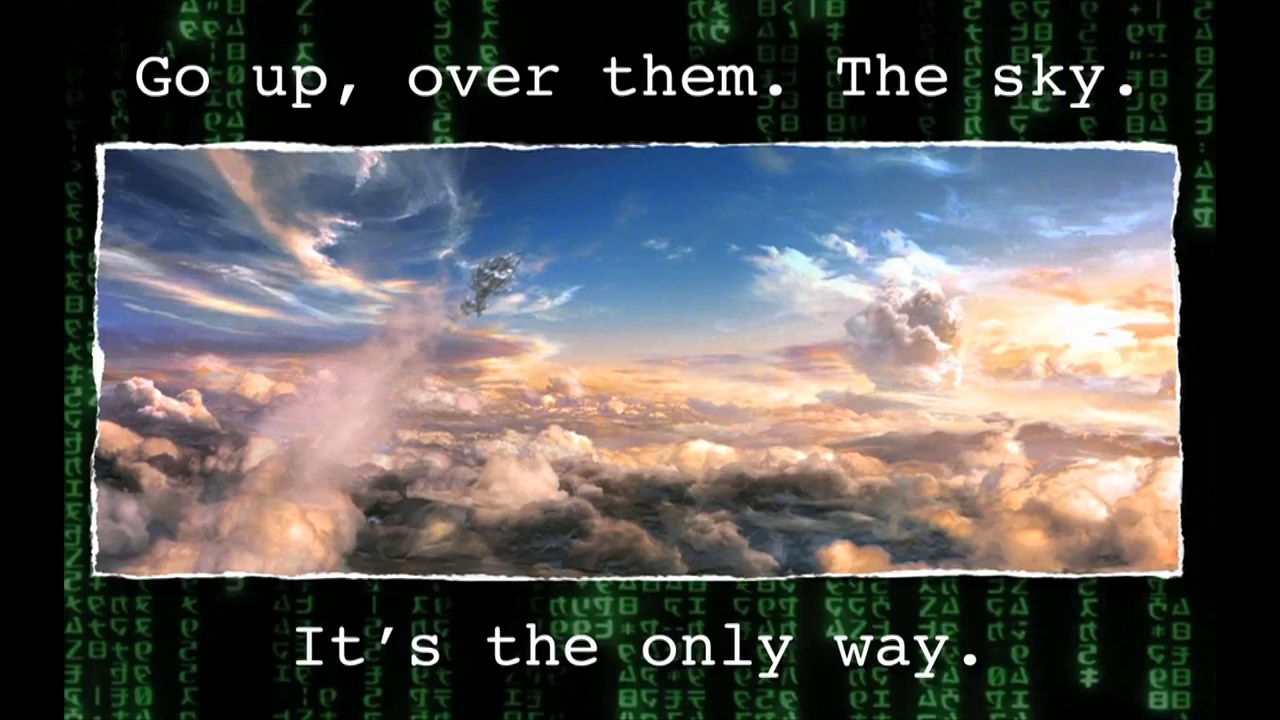 Go up, over them. The sky.
It’s the only way.